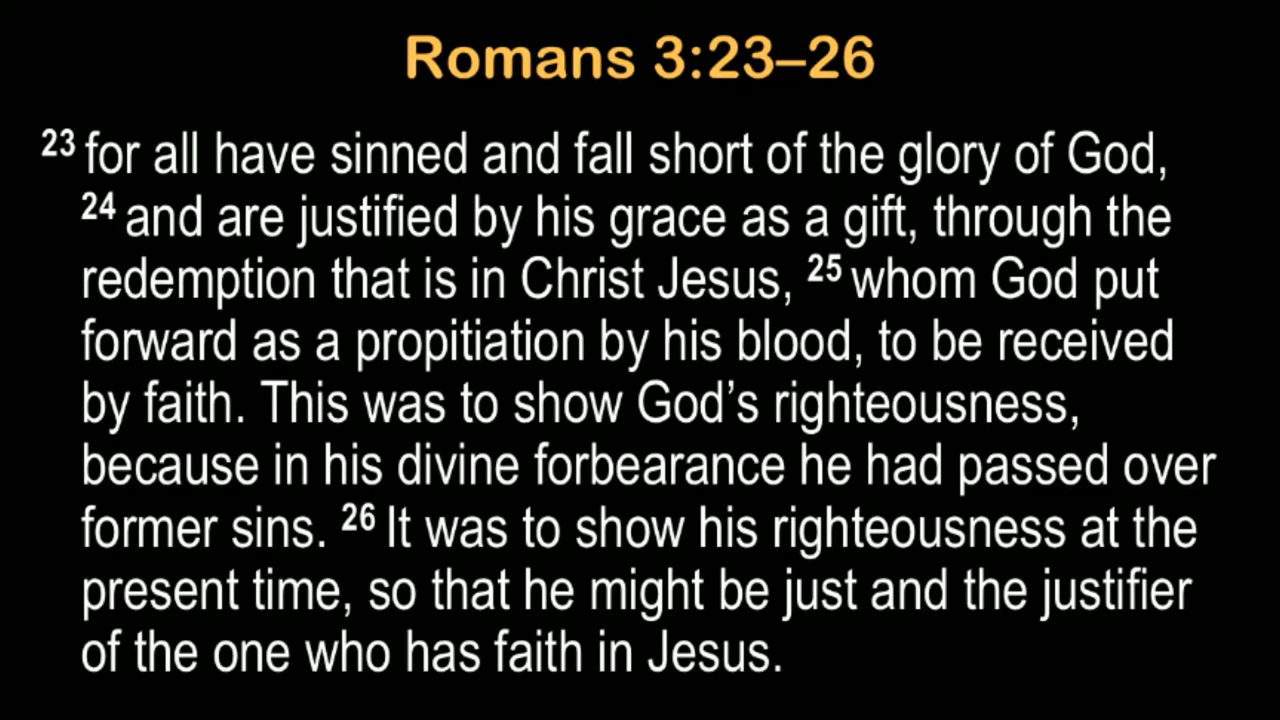 Romans 3:23–26
23 for all have sinned and fall short of the glory of God,
24 and are justified by his grace as a gift, through the
redemption that is in Christ Jesus, 25 whom God put
forward as a propitiation by his blood, to be received
by faith. This was to show God’s righteousness,
because in his divine forbearance he had passed over
former sins. 26 It was to show his righteousness at the
present time, so that he might be just and the justifier
of the one who has faith in Jesus.